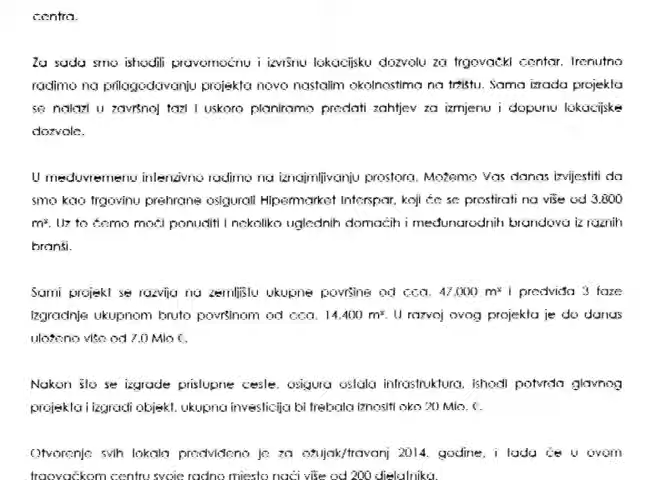 centra.
Za sada smo ishodili pravomoćnu i izvršnu lokacijsku dozvolu za trgovački centar. Trenutno
radimo na prilagođavanju projekta novo nastalim okolnostima na tržištu. Sama izrada projekta
se nalazi u završnoj fazi i uskoro planiramo predati zahtjev za izmjenu i dopunu lokacijske
dozvole.
U međuvremenu intenzivno radimo na iznajmljivanju prostora. Možemo Vas danas izvijestiti da
smo kao trgovinu prehrane osigurali Hipermarket Interspar, koji će se prostirati na više od 3.800
m². Uz to ćemo moći ponuditi i nekoliko uglednih domaćih i međunarodnih brandova iz raznih
branši.
Sami projekt se razvija na zemljištu ukupne površine od cca. 47.000 m² i predviđa 3 faze
izgradnje ukupnom bruto površinom od cca. 14.400 m². U razvoj ovog projekta je do danas
uloženo više od 7,0 Mio €.
Nakon što se izgrade pristupne ceste, osigura ostala infrastruktura, ishodi potvrda glavnog
projekta i izgradi objekt, ukupna investicija bi trebala iznositi oko 20 Mio. €.
Otvorenje svih lokala predviđeno je za ožujak/travanj 2014. godine, i tada će u ovom
trgovačkom centru svoje radno mjesto naći više od 200 djelatnika.